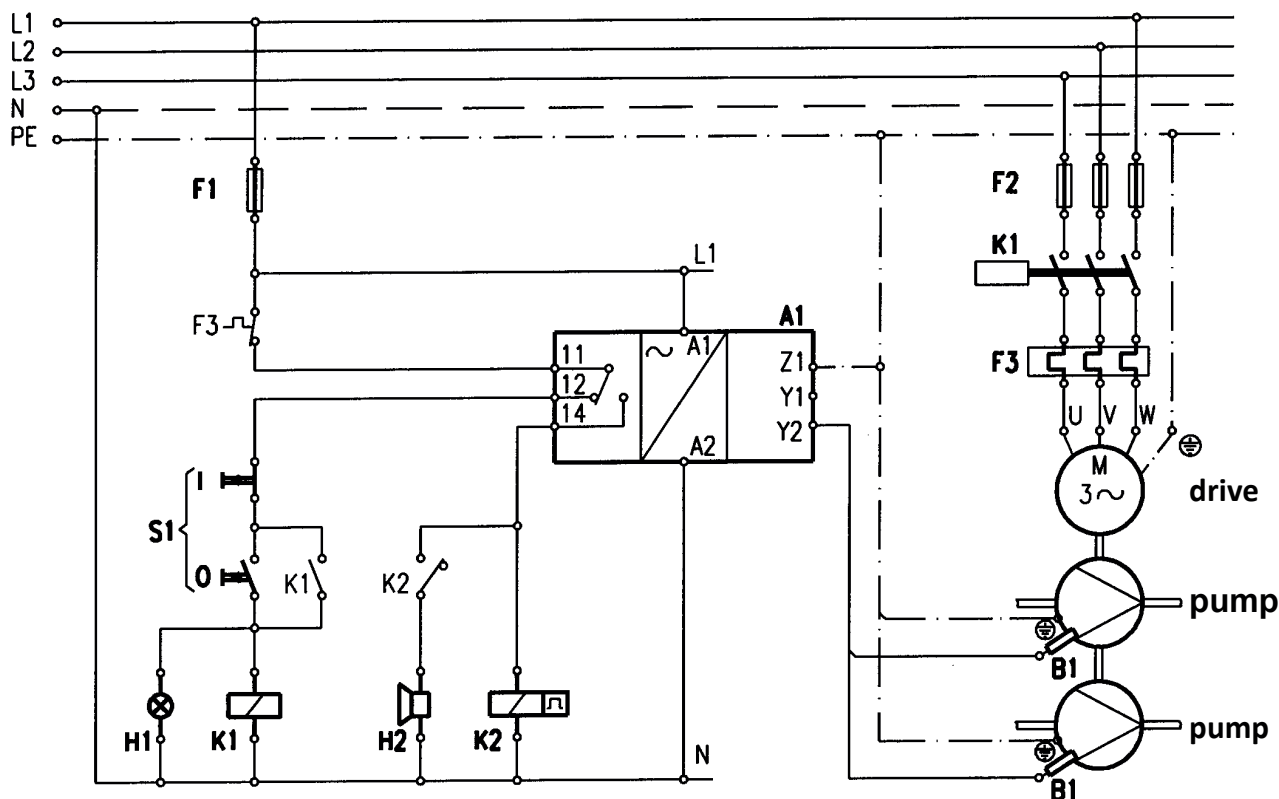 L1
L2
L3
N
PE
F1
F2
K1
L1
F3
A1
11
12
14
~ A1
A2
Z1
Y1
Y2
F3
U V W
M
3~
drive
I
S1
O
K1
K2
pump
B1
H1
K1
H2
K2
N
pump
B1